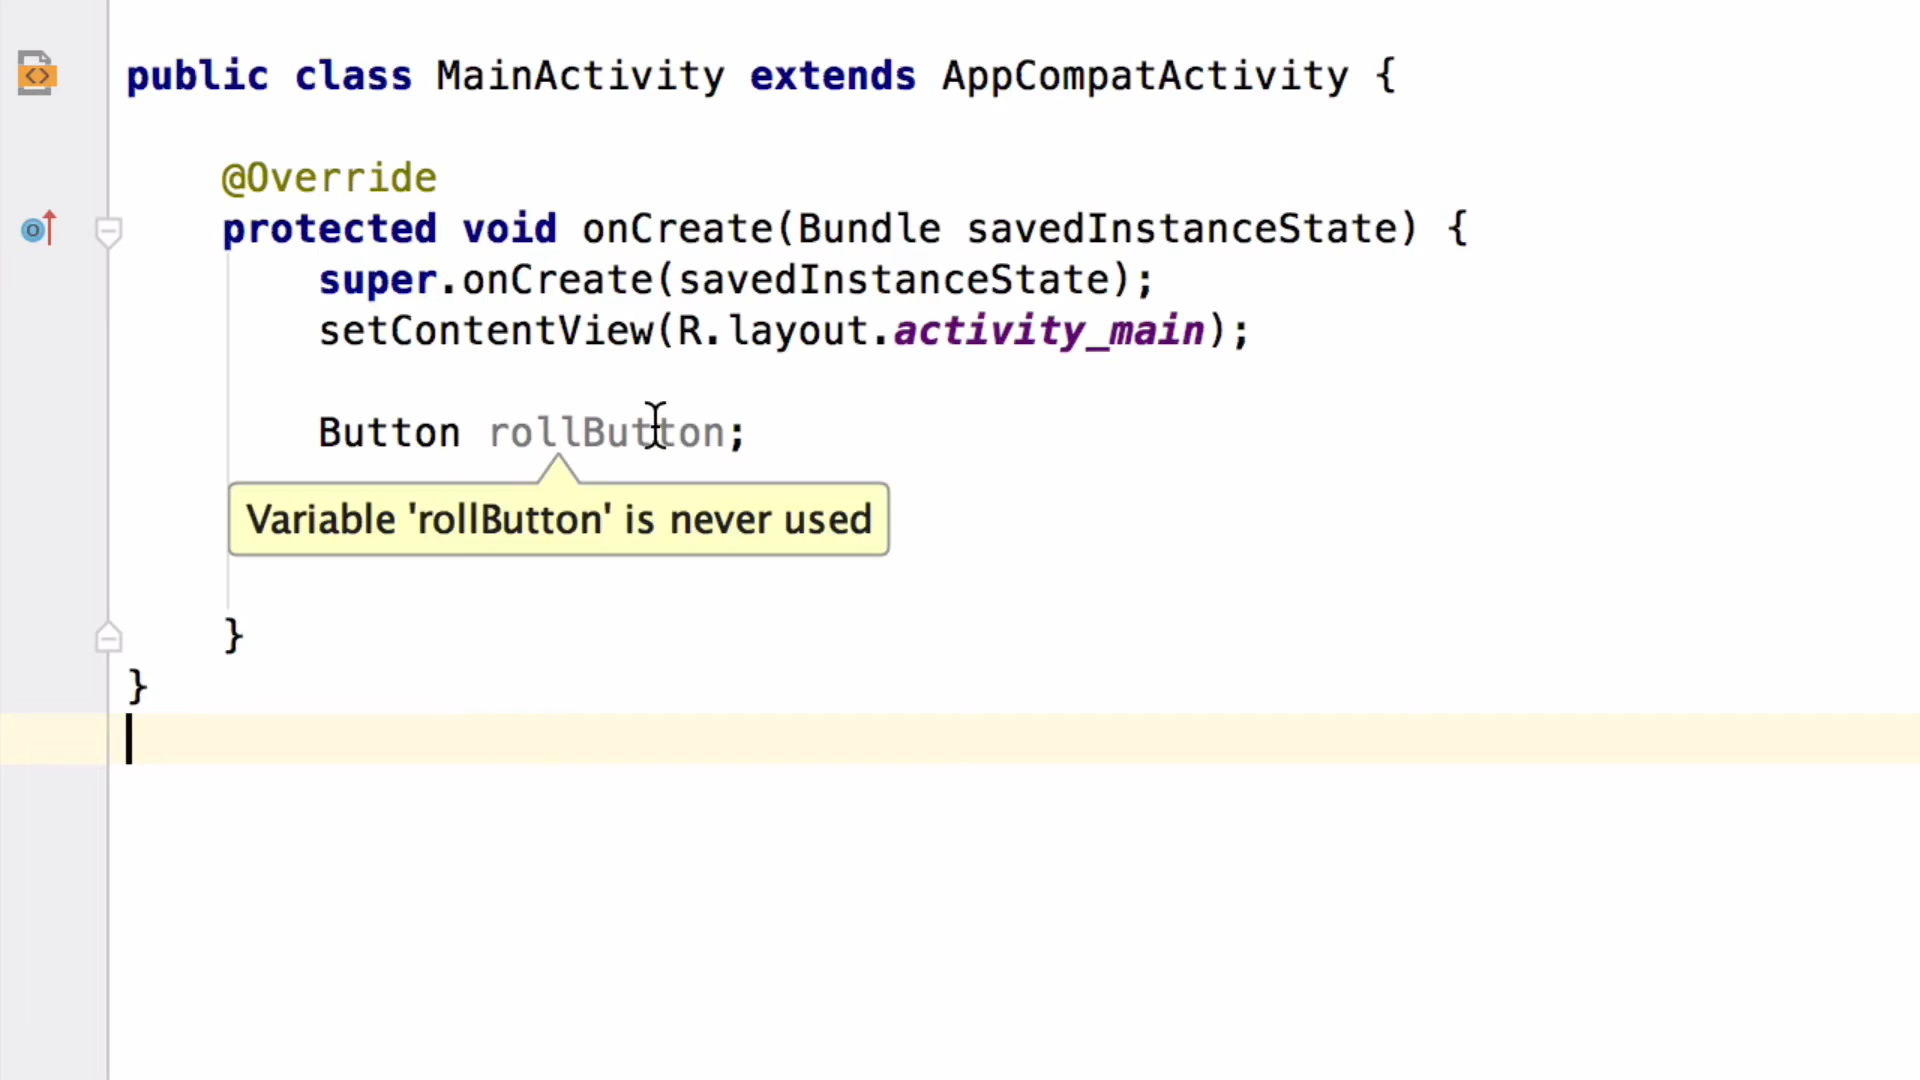 public class MainActivity extends AppCompatActivity {
@Override
protected void onCreate(Bundle savedInstanceState) {
super.onCreate(savedInstanceState);
setContentView(R.layout.activity_main);
Button rollButton;
Variable 'rollButton' is never used
}
}